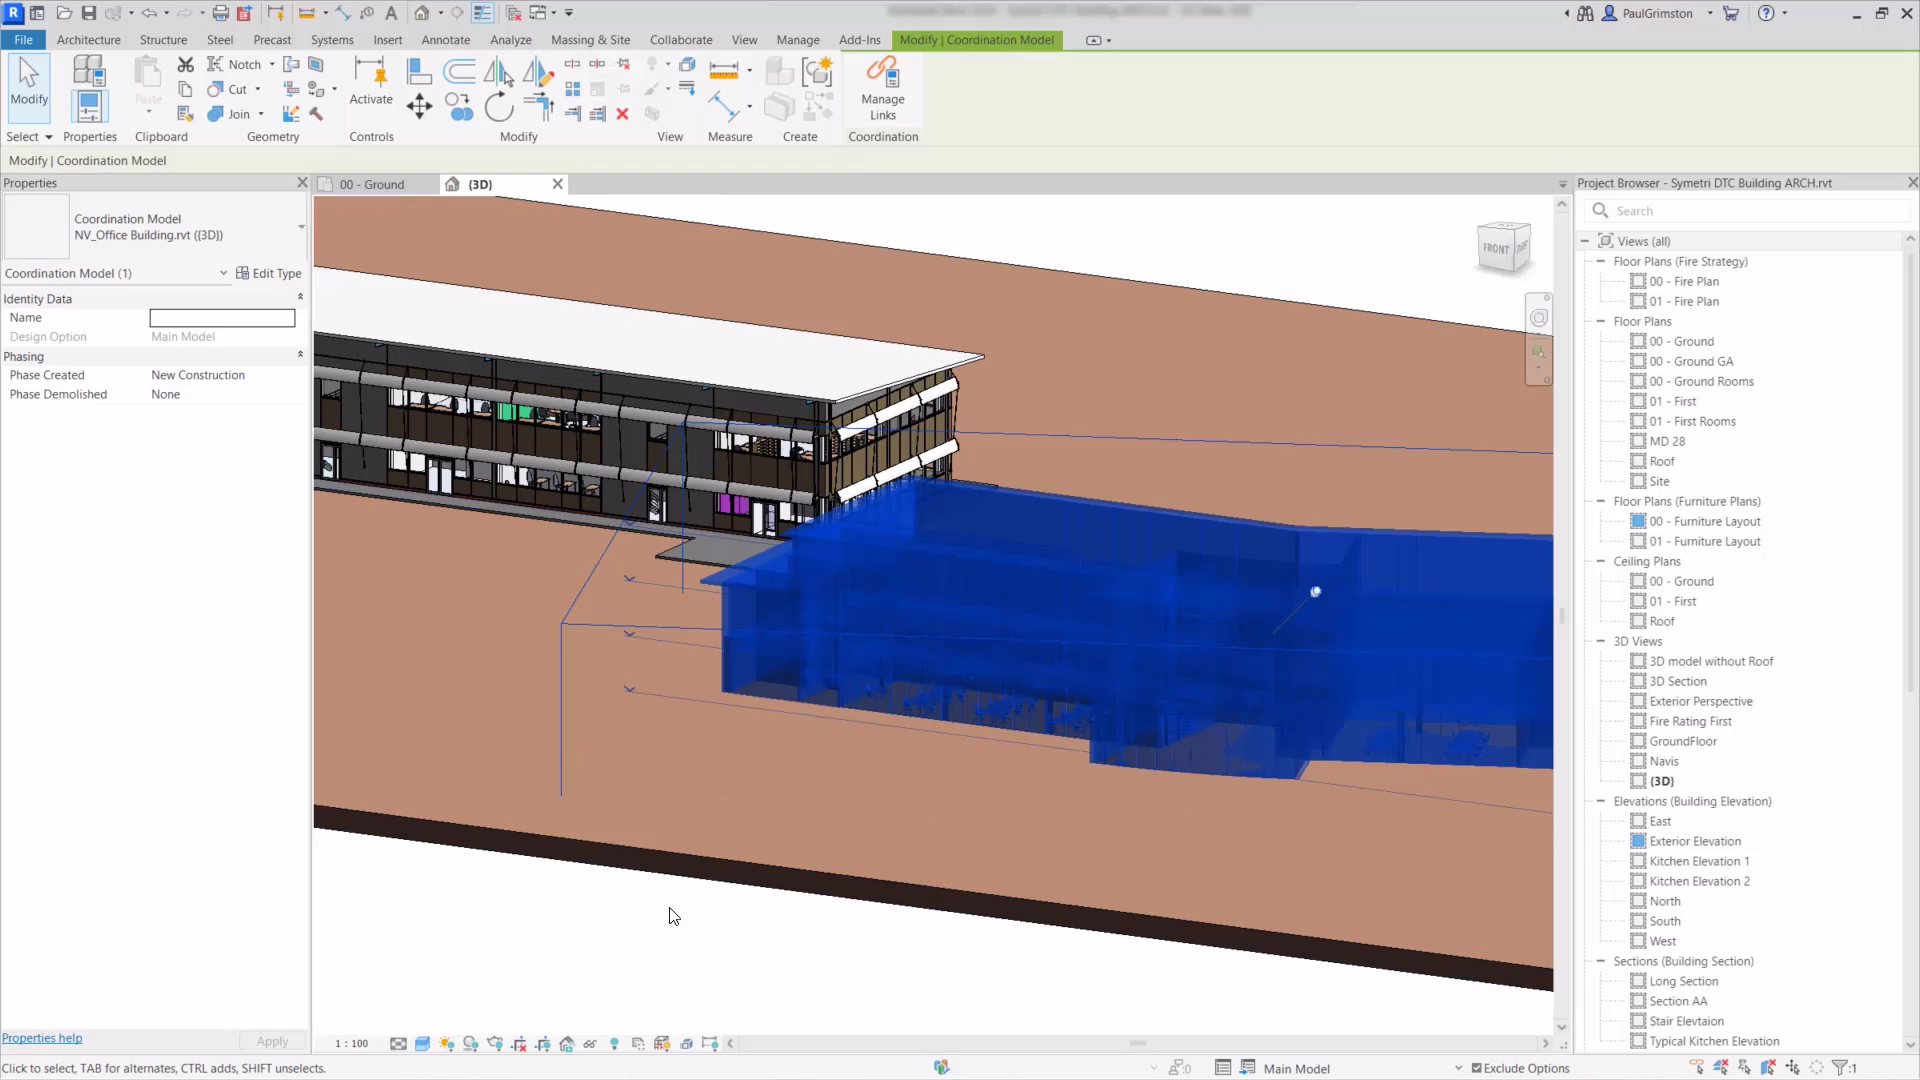 PaulGrimston
File
Architecture
Structure
Steel
Precast
Systems
Insert
Annotate
Analyze
Massing & Site
Collaborate
View
Manage
Add-Ins
Modify | Coordination Model
Modify
Paste
Notch
Cut
Join
Activate
Manage
Links
Select
Properties
Clipboard
Geometry
Controls
Modify
View
Measure
Create
Coordination
Modify | Coordination Model
Properties
Coordination Model
NV_Office Building.rvt ({3D})
Coordination Model (1)
Edit Type
Identity Data
Name
Design Option Main Model
Phasing
Phase Created New Construction
Phase Demolished None
Properties help
Apply
00 - Ground
{3D}
FRONT
1 : 100
Project Browser - Symetri DTC Building ARCH.rvt
Search
Views (all)
Floor Plans (Fire Strategy)
00 - Fire Plan
01 - Fire Plan
Floor Plans
00 - Ground
00 - Ground GA
00 - Ground Rooms
01 - First
01 - First Rooms
MD 28
Roof
Site
Floor Plans (Furniture Plans)
00 - Furniture Layout
01 - Furniture Layout
Ceiling Plans
00 - Ground
01 - First
Roof
3D Views
3D model without Roof
3D Section
Exterior Perspective
Fire Rating First
GroundFloor
Navis
{3D}
Elevations (Building Elevation)
East
Exterior Elevation
Kitchen Elevation 1
Kitchen Elevation 2
North
South
West
Sections (Building Section)
Long Section
Section AA
Stair Elevtaion
Typical Kitchen Elevation
Click to select, TAB for alternates, CTRL adds, SHIFT unselects.
:0
Main Model
Exclude Options
:1